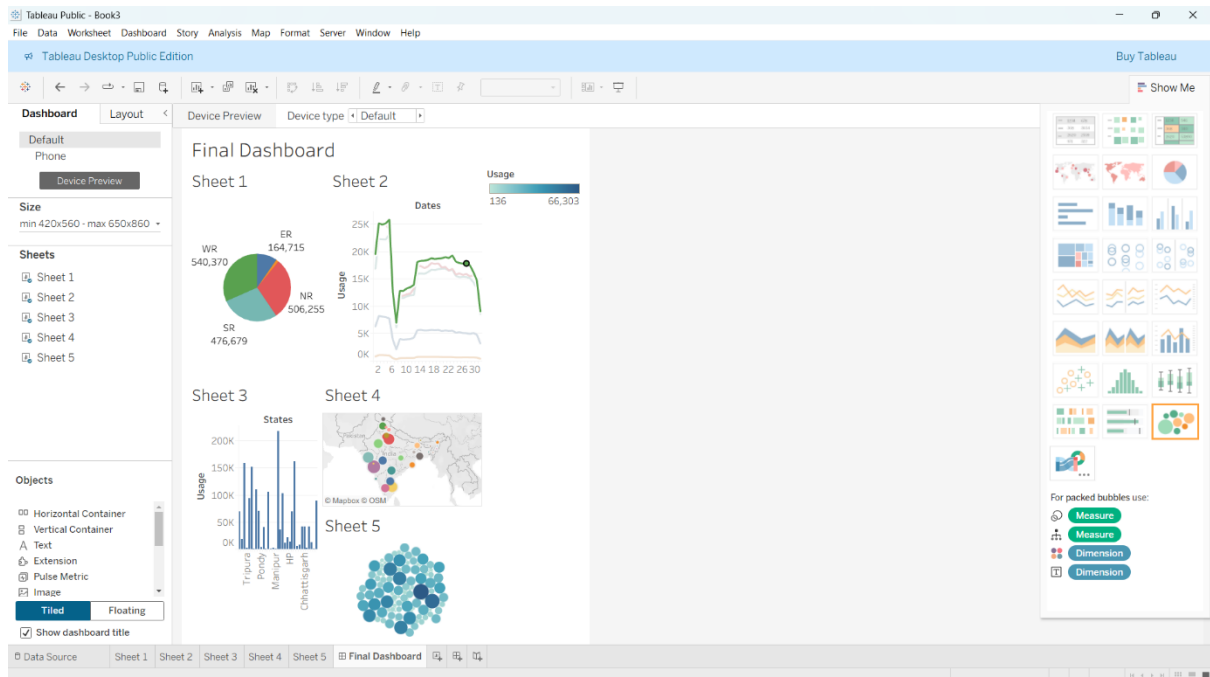 Tableau Public - Book3
File Data Worksheet Dashboard Story Analysis Map Format Server Window Help
Tableau Desktop Public Edition
Buy Tableau
Show Me
Dashboard
Layout
Default
Phone
Device Preview
Size
min 420x560 - max 650x860
Sheets
Sheet 1
Sheet 2
Sheet 3
Sheet 4
Sheet 5
Objects
Horizontal Container
Vertical Container
A Text
Extension
Pulse Metric
Image
Tiled Floating
Show dashboard title
Device Preview Device type Default
Final Dashboard
Sheet 1
ER
164,715
WR
540,370
NR
506,255
SR
476,679
Sheet 2
Dates
Usage
25K
20K
15K
10K
5K
0K
2 6 10 14 18 22 26 30
Usage
136 66,303
Sheet 3
States
Usage
200K
150K
100K
50K
0K
Tripura
Pondy
Manipur
HP
Chhattisgarh
Sheet 4
India
© Mapbox © OSM
Sheet 5
For packed bubbles use:
Measure
Measure
Dimension
Dimension
Data Source Sheet 1 Sheet 2 Sheet 3 Sheet 4 Sheet 5 Final Dashboard